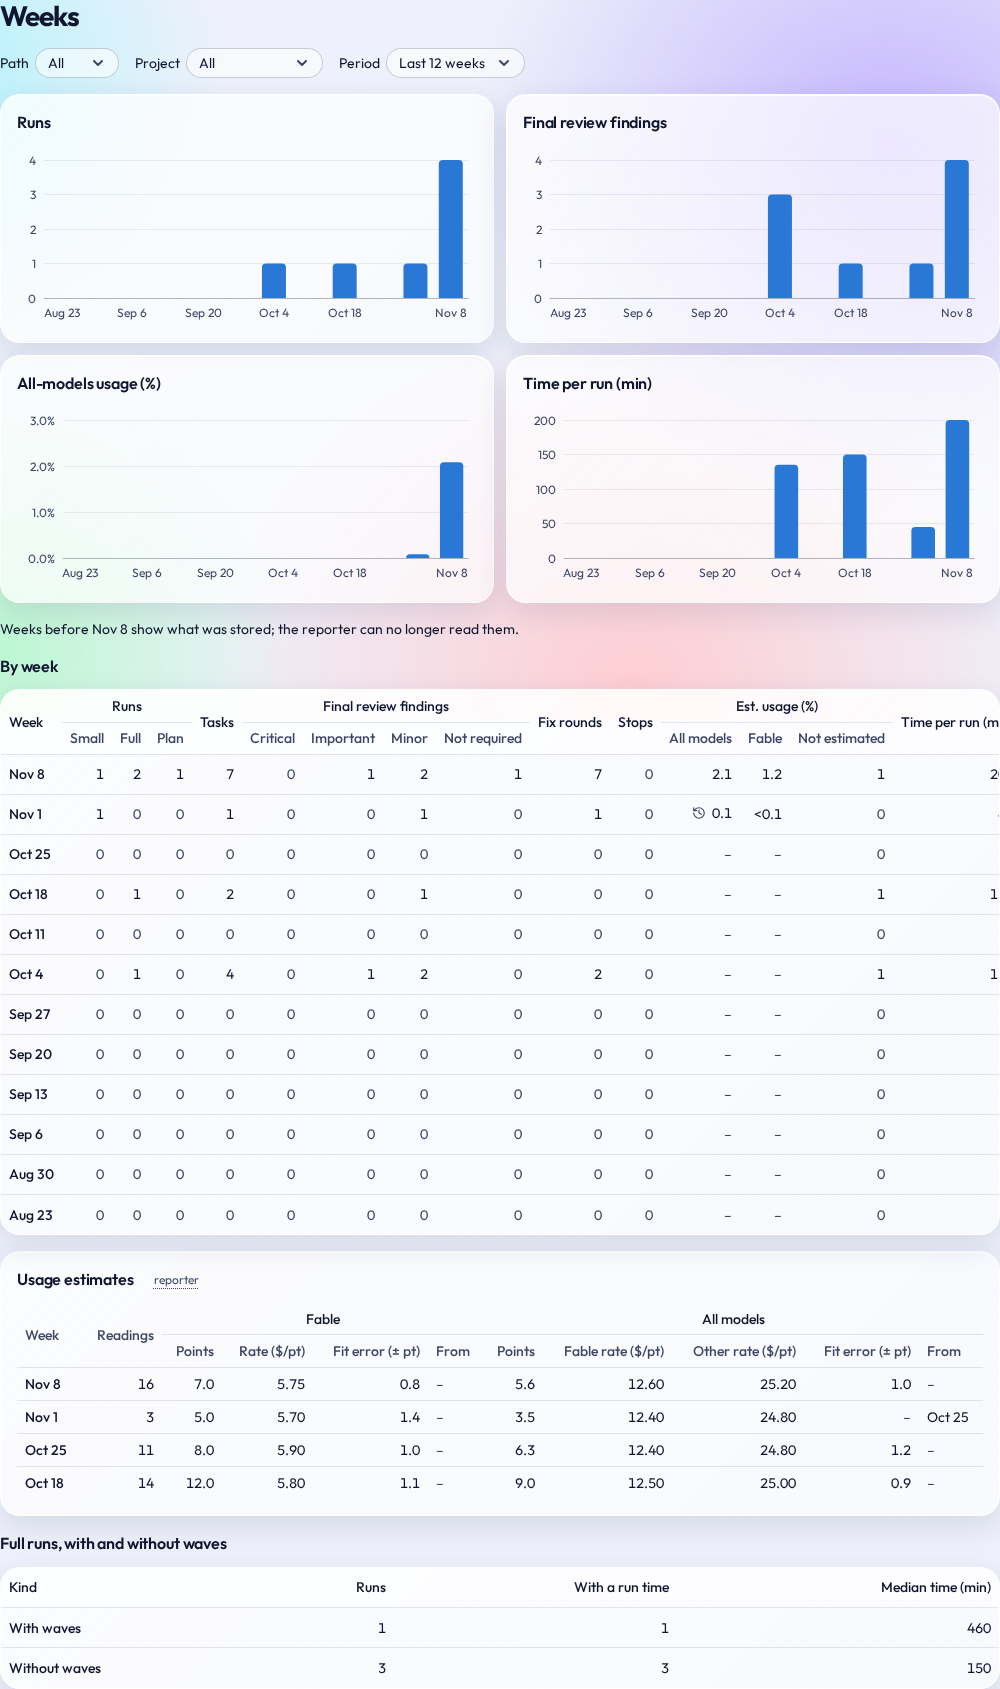 Weeks
Path All Project All Period Last 12 weeks
Runs
4
3
2
1
0
Aug 23 Sep 6 Sep 20 Oct 4 Oct 18 Nov 8
Final review findings
4
3
2
1
0
Aug 23 Sep 6 Sep 20 Oct 4 Oct 18 Nov 8
All-models usage (%)
3.0%
2.0%
1.0%
0.0%
Aug 23 Sep 6 Sep 20 Oct 4 Oct 18 Nov 8
Time per run (min)
200
150
100
50
0
Aug 23 Sep 6 Sep 20 Oct 4 Oct 18 Nov 8
Weeks before Nov 8 show what was stored; the reporter can no longer read them.
By week
Week Runs Tasks Final review findings Fix rounds Stops Est. usage (%) Time per run
Small Full Plan Critical Important Minor Not required All models Fable Not estimated
Nov 8 1 2 1 7 0 1 2 1 7 0 2.1 1.2 1
Nov 1 1 0 0 1 0 0 1 0 1 0 0.1 <0.1 0
Oct 25 0 0 0 0 0 0 0 0 0 0 – – 0
Oct 18 0 1 0 2 0 0 1 0 0 0 – – 1
Oct 11 0 0 0 0 0 0 0 0 0 0 – – 0
Oct 4 0 1 0 4 0 1 2 0 2 0 – – 1
Sep 27 0 0 0 0 0 0 0 0 0 0 – – 0
Sep 20 0 0 0 0 0 0 0 0 0 0 – – 0
Sep 13 0 0 0 0 0 0 0 0 0 0 – – 0
Sep 6 0 0 0 0 0 0 0 0 0 0 – – 0
Aug 30 0 0 0 0 0 0 0 0 0 0 – – 0
Aug 23 0 0 0 0 0 0 0 0 0 0 – – 0
Usage estimates reporter
Week Readings Fable All models
Points Rate ($/pt) Fit error (± pt) From Points Fable rate ($/pt) Other rate ($/pt) Fit error (± pt) From
Nov 8 16 7.0 5.75 0.8 – 5.6 12.60 25.20 1.0 –
Nov 1 3 5.0 5.70 1.4 – 3.5 12.40 24.80 – Oct 25
Oct 25 11 8.0 5.90 1.0 – 6.3 12.40 24.80 1.2 –
Oct 18 14 12.0 5.80 1.1 – 9.0 12.50 25.00 0.9 –
Full runs, with and without waves
Kind Runs With a run time Median time (min)
With waves 1 1 460
Without waves 3 3 150